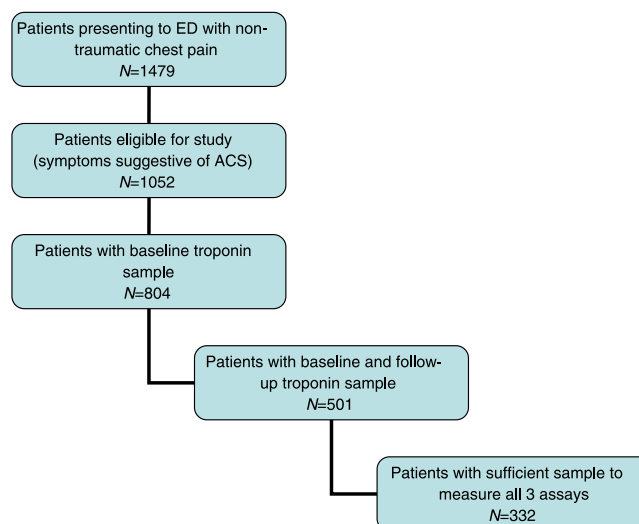 Patients presenting to ED with non-
traumatic chest pain
N=1479
Patients eligible for study
(symptoms suggestive of ACS)
N=1052
Patients with baseline troponin
sample
N=804
Patients with baseline and follow-
up troponin sample
N=501
Patients with sufficient sample to
measure all 3 assays
N=332